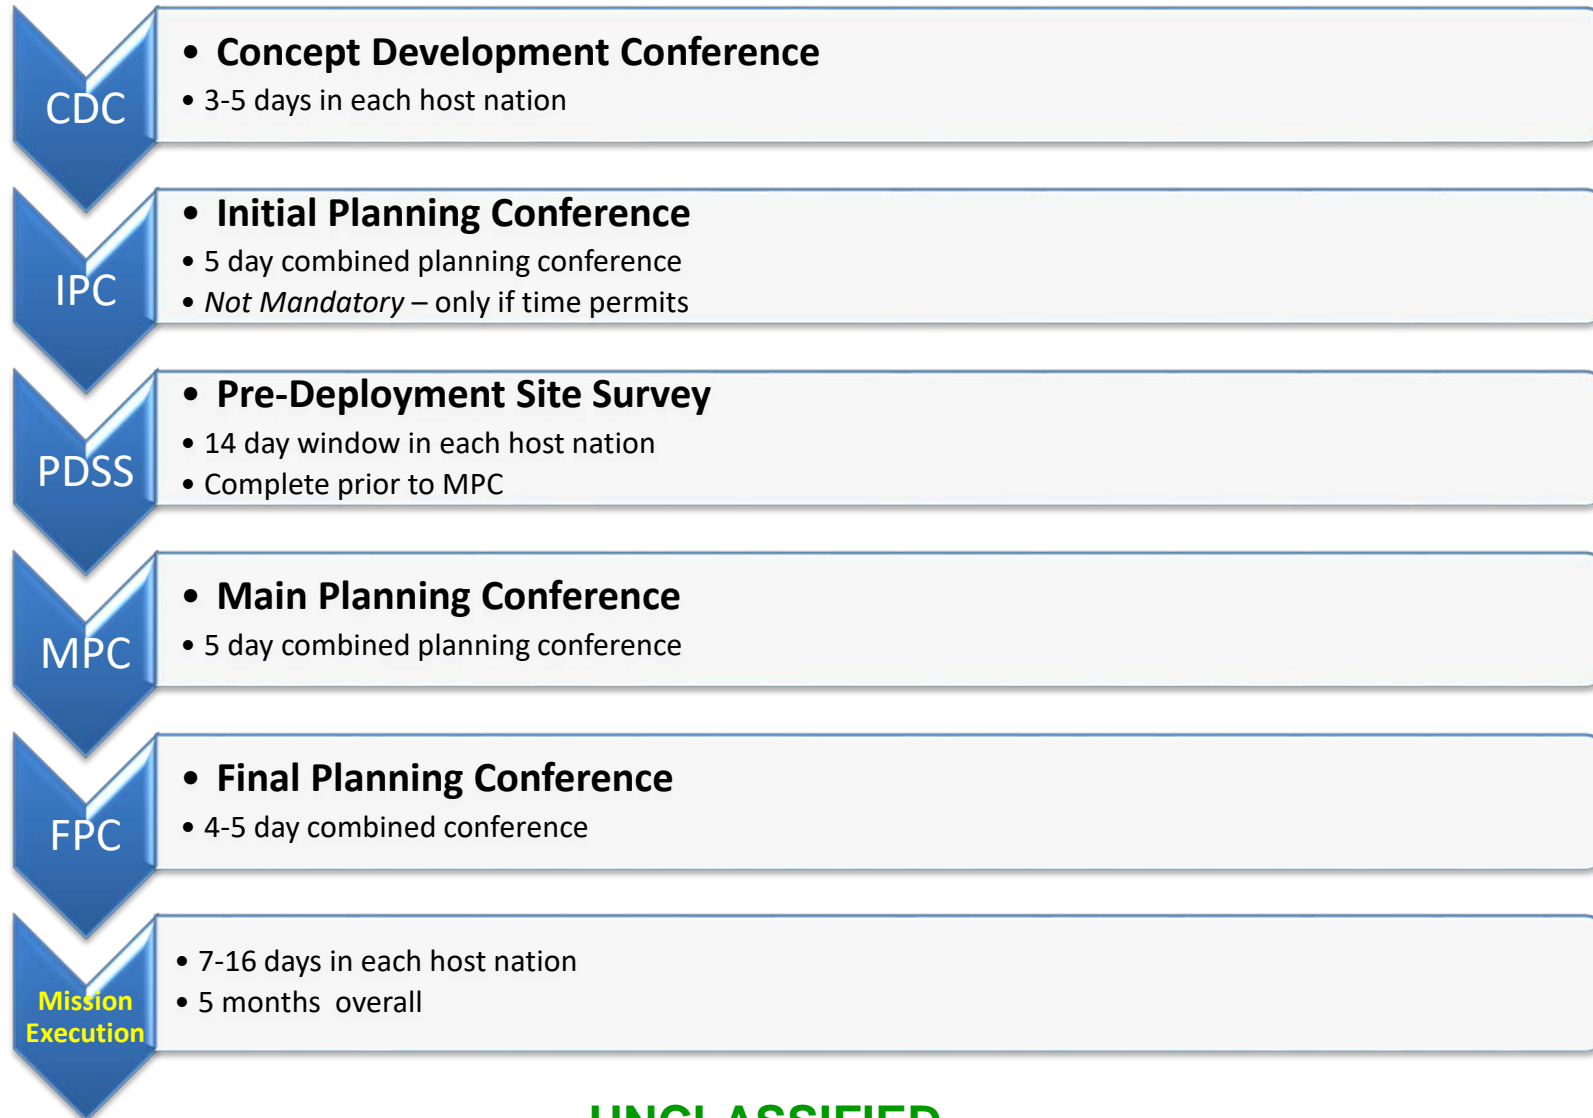 CDC
• Concept Development Conference
• 3-5 days in each host nation
IPC
• Initial Planning Conference
• 5 day combined planning conference
• Not Mandatory – only if time permits
PDSS
• Pre-Deployment Site Survey
• 14 day window in each host nation
• Complete prior to MPC
MPC
• Main Planning Conference
• 5 day combined planning conference
FPC
• Final Planning Conference
• 4-5 day combined conference
Mission
Execution
• 7-16 days in each host nation
• 5 months  overall
UNCLASSIFIED